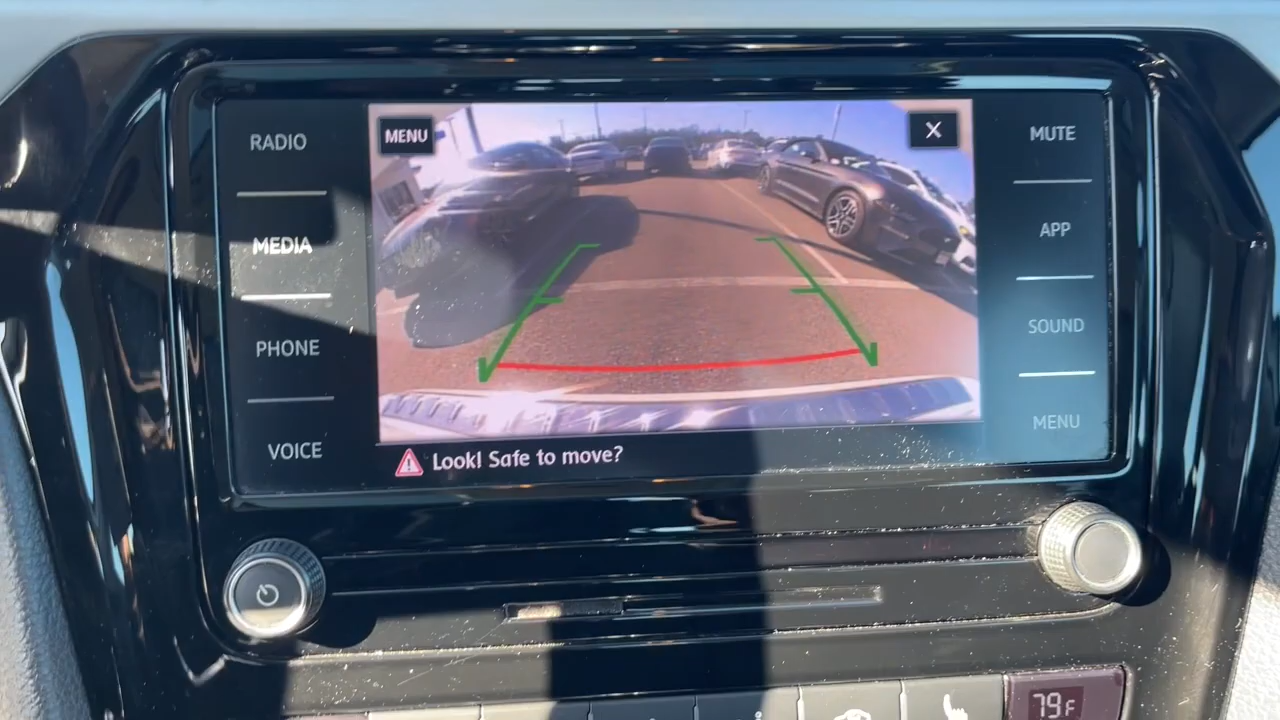 RADIO
MEDIA
PHONE
VOICE
MENU
X
Look! Safe to move?
MUTE
APP
SOUND
MENU
79F